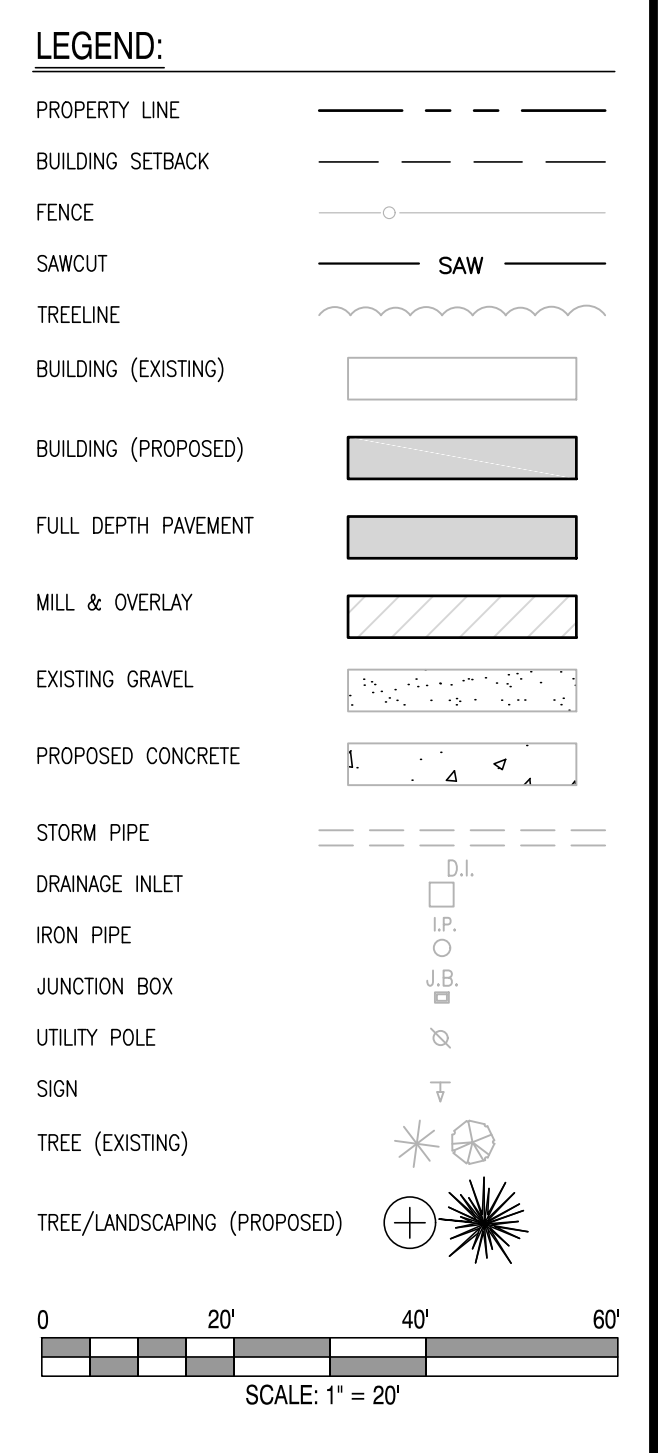 LEGEND:
PROPERTY LINE
BUILDING SETBACK
FENCE
SAWCUT SAW
TREELINE
BUILDING (EXISTING)
BUILDING (PROPOSED)
FULL DEPTH PAVEMENT
MILL & OVERLAY
EXISTING GRAVEL
PROPOSED CONCRETE
STORM PIPE
DRAINAGE INLET D.I.
IRON PIPE I.P.
JUNCTION BOX J.B.
UTILITY POLE
SIGN
TREE (EXISTING)
TREE/LANDSCAPING (PROPOSED)
0 20' 40' 60'
SCALE: 1" = 20'